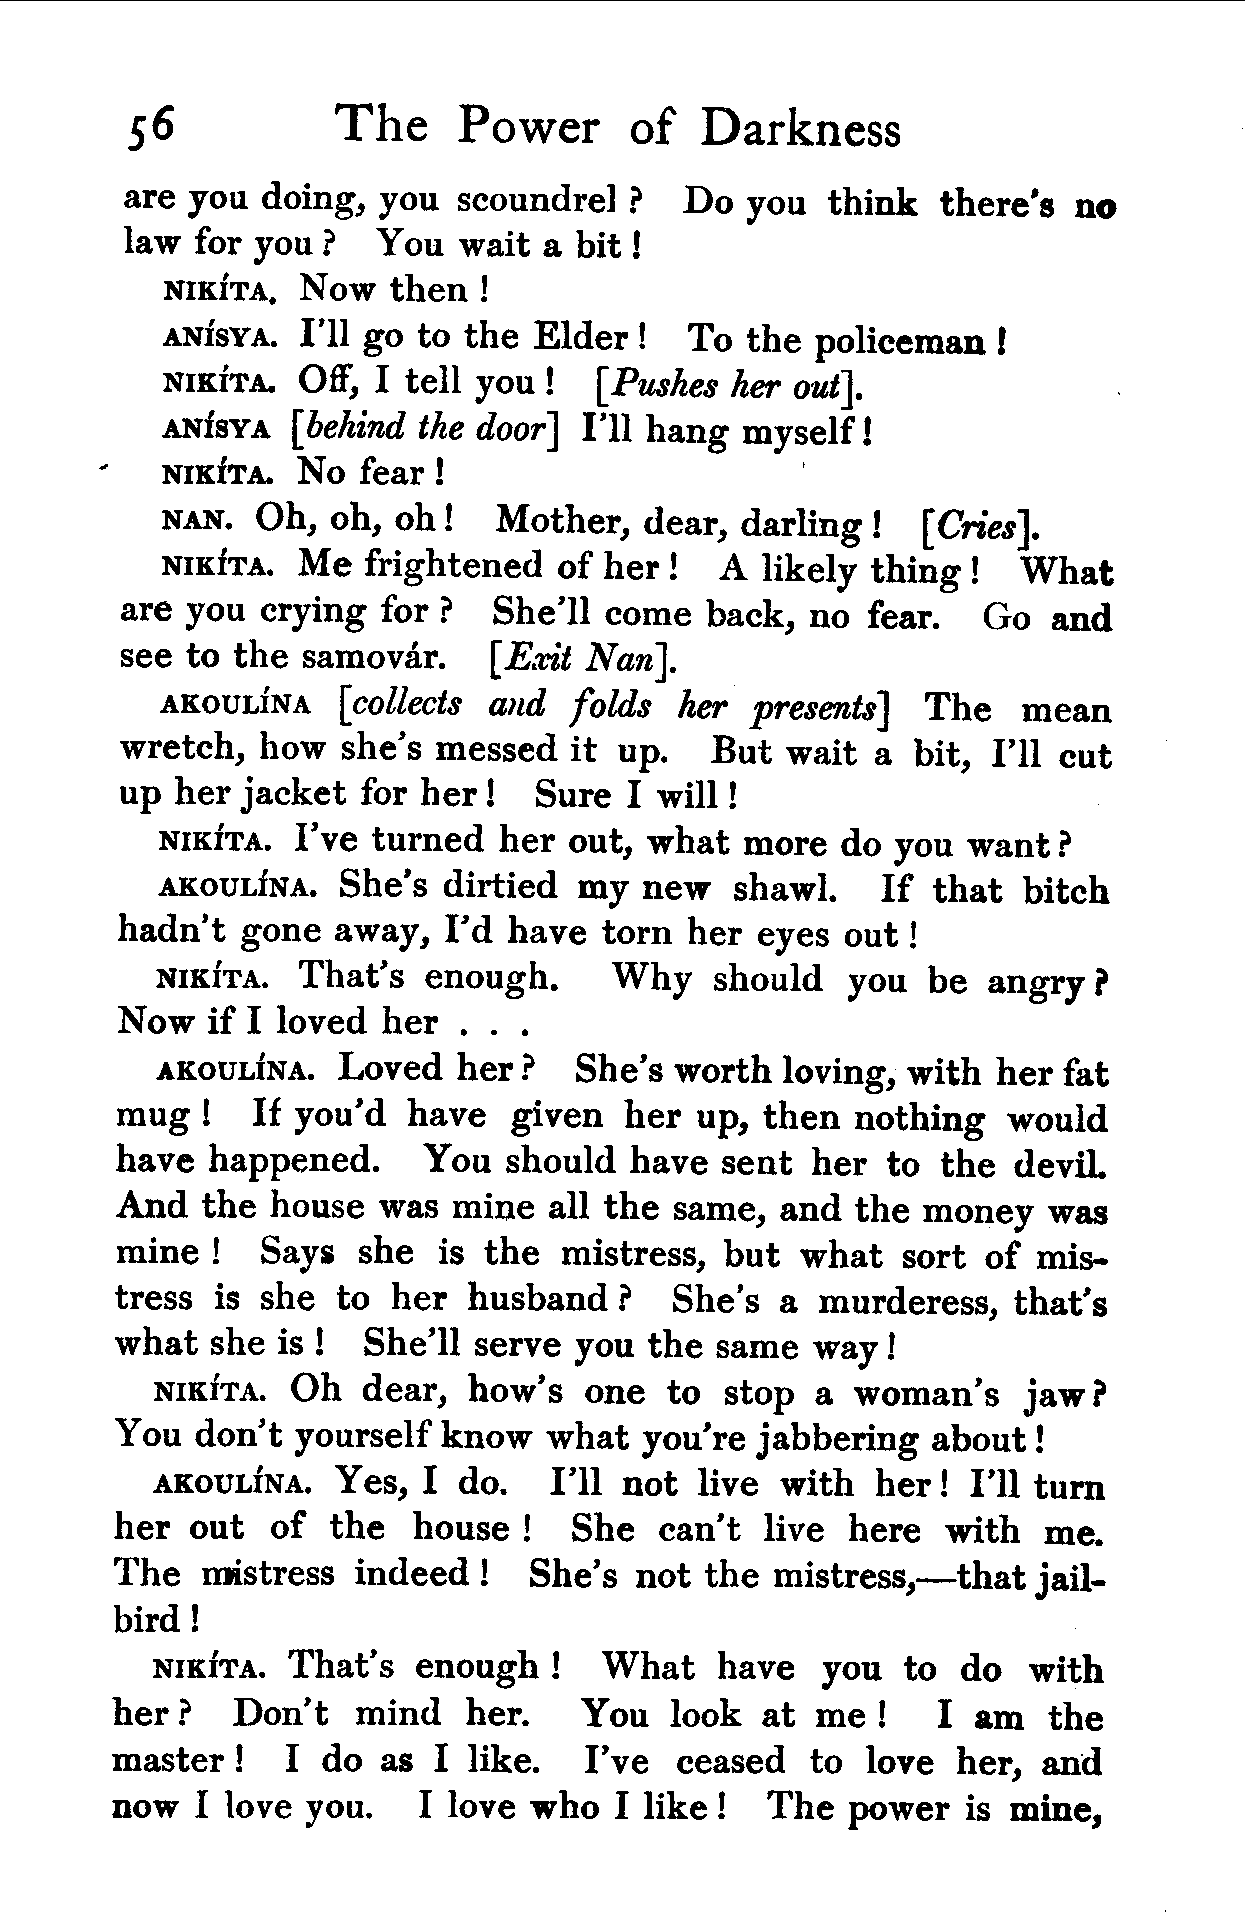 56 The Power of Darkness
are you doing, you scoundrel ? Do you think there's no
law for you ? You wait a bit !
NIKÍTA. Now then !
ANÍSYA. I'll go to the Elder ! To the policeman !
NIKÍTA. Off, I tell you ! [Pushes her out].
ANÍSYA [behind the door] I'll hang myself !
NIKÍTA. No fear !
NAN. Oh, oh, oh ! Mother, dear, darling ! [Cries].
NIKÍTA. Me frightened of her ! A likely thing ! What
are you crying for ? She'll come back, no fear. Go and
see to the samovár. [Exit Nan].
AKOULÍNA [collects and folds her presents] The mean
wretch, how she's messed it up. But wait a bit, I'll cut
up her jacket for her ! Sure I will !
NIKÍTA. I've turned her out, what more do you want ?
AKOULÍNA. She's dirtied my new shawl. If that bitch
hadn't gone away, I'd have torn her eyes out !
NIKÍTA. That's enough. Why should you be angry ?
Now if I loved her . . .
AKOULÍNA. Loved her ? She's worth loving, with her fat
mug ! If you'd have given her up, then nothing would
have happened. You should have sent her to the devil.
And the house was mine all the same, and the money was
mine ! Says she is the mistress, but what sort of mis-
tress is she to her husband ? She's a murderess, that's
what she is ! She'll serve you the same way !
NIKÍTA. Oh dear, how's one to stop a woman's jaw ?
You don't yourself know what you're jabbering about !
AKOULÍNA. Yes, I do. I'll not live with her ! I'll turn
her out of the house ! She can't live here with me.
The mistress indeed ! She's not the mistress,—that jail-
bird !
NIKÍTA. That's enough ! What have you to do with
her ? Don't mind her. You look at me ! I am the
master ! I do as I like. I've ceased to love her, and
now I love you. I love who I like ! The power is mine,